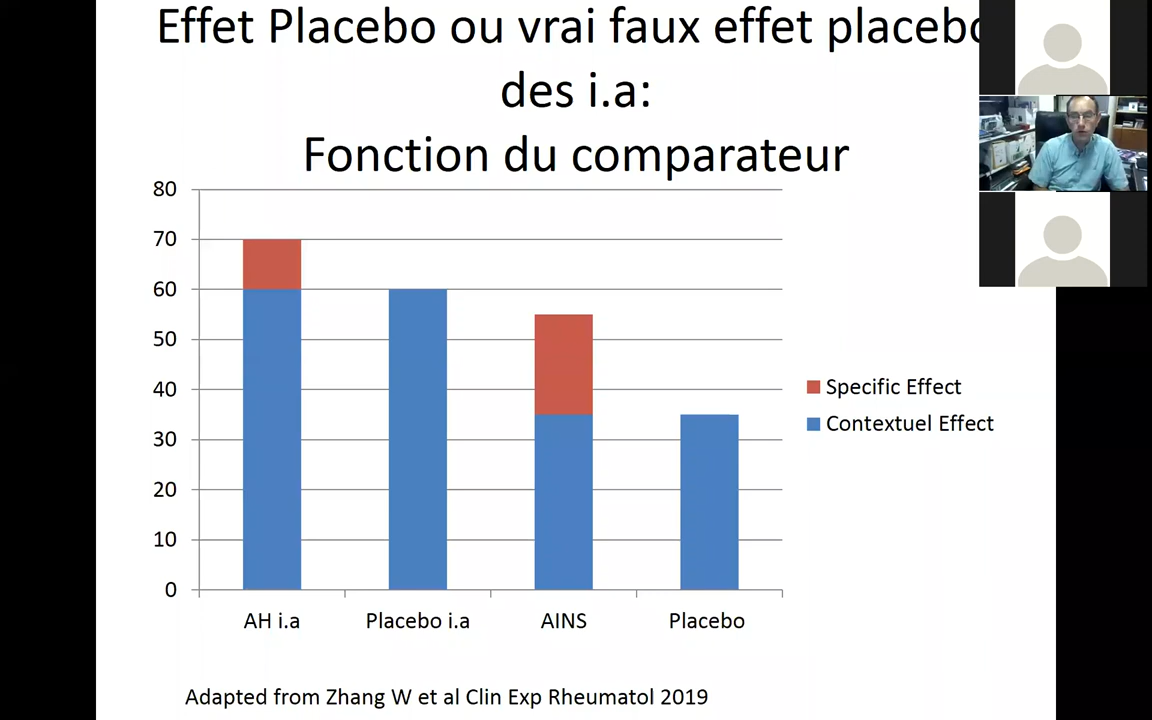 Effet Placebo ou vrai faux effet placebo
des i.a:
Fonction du comparateur
80
70
60
50
40
30
20
10
0
AH i.a
Placebo i.a
AINS
Placebo
Specific Effect
Contextuel Effect
Adapted from Zhang W et al Clin Exp Rheumatol 2019